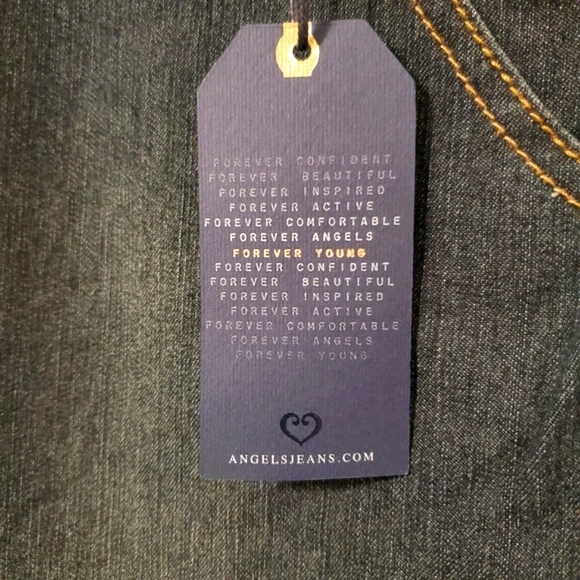 FOREVER CONFIDENT
FOREVER BEAUTIFUL
FOREVER INSPIRED
FOREVER ACTIVE
FOREVER COMFORTABLE
FOREVER ANGELS
FOREVER YOUNG
FOREVER CONFIDENT
FOREVER BEAUTIFUL
FOREVER INSPIRED
FOREVER ACTIVE
FOREVER COMFORTABLE
FOREVER ANGELS
FOREVER YOUNG
ANGELSJEANS.COM